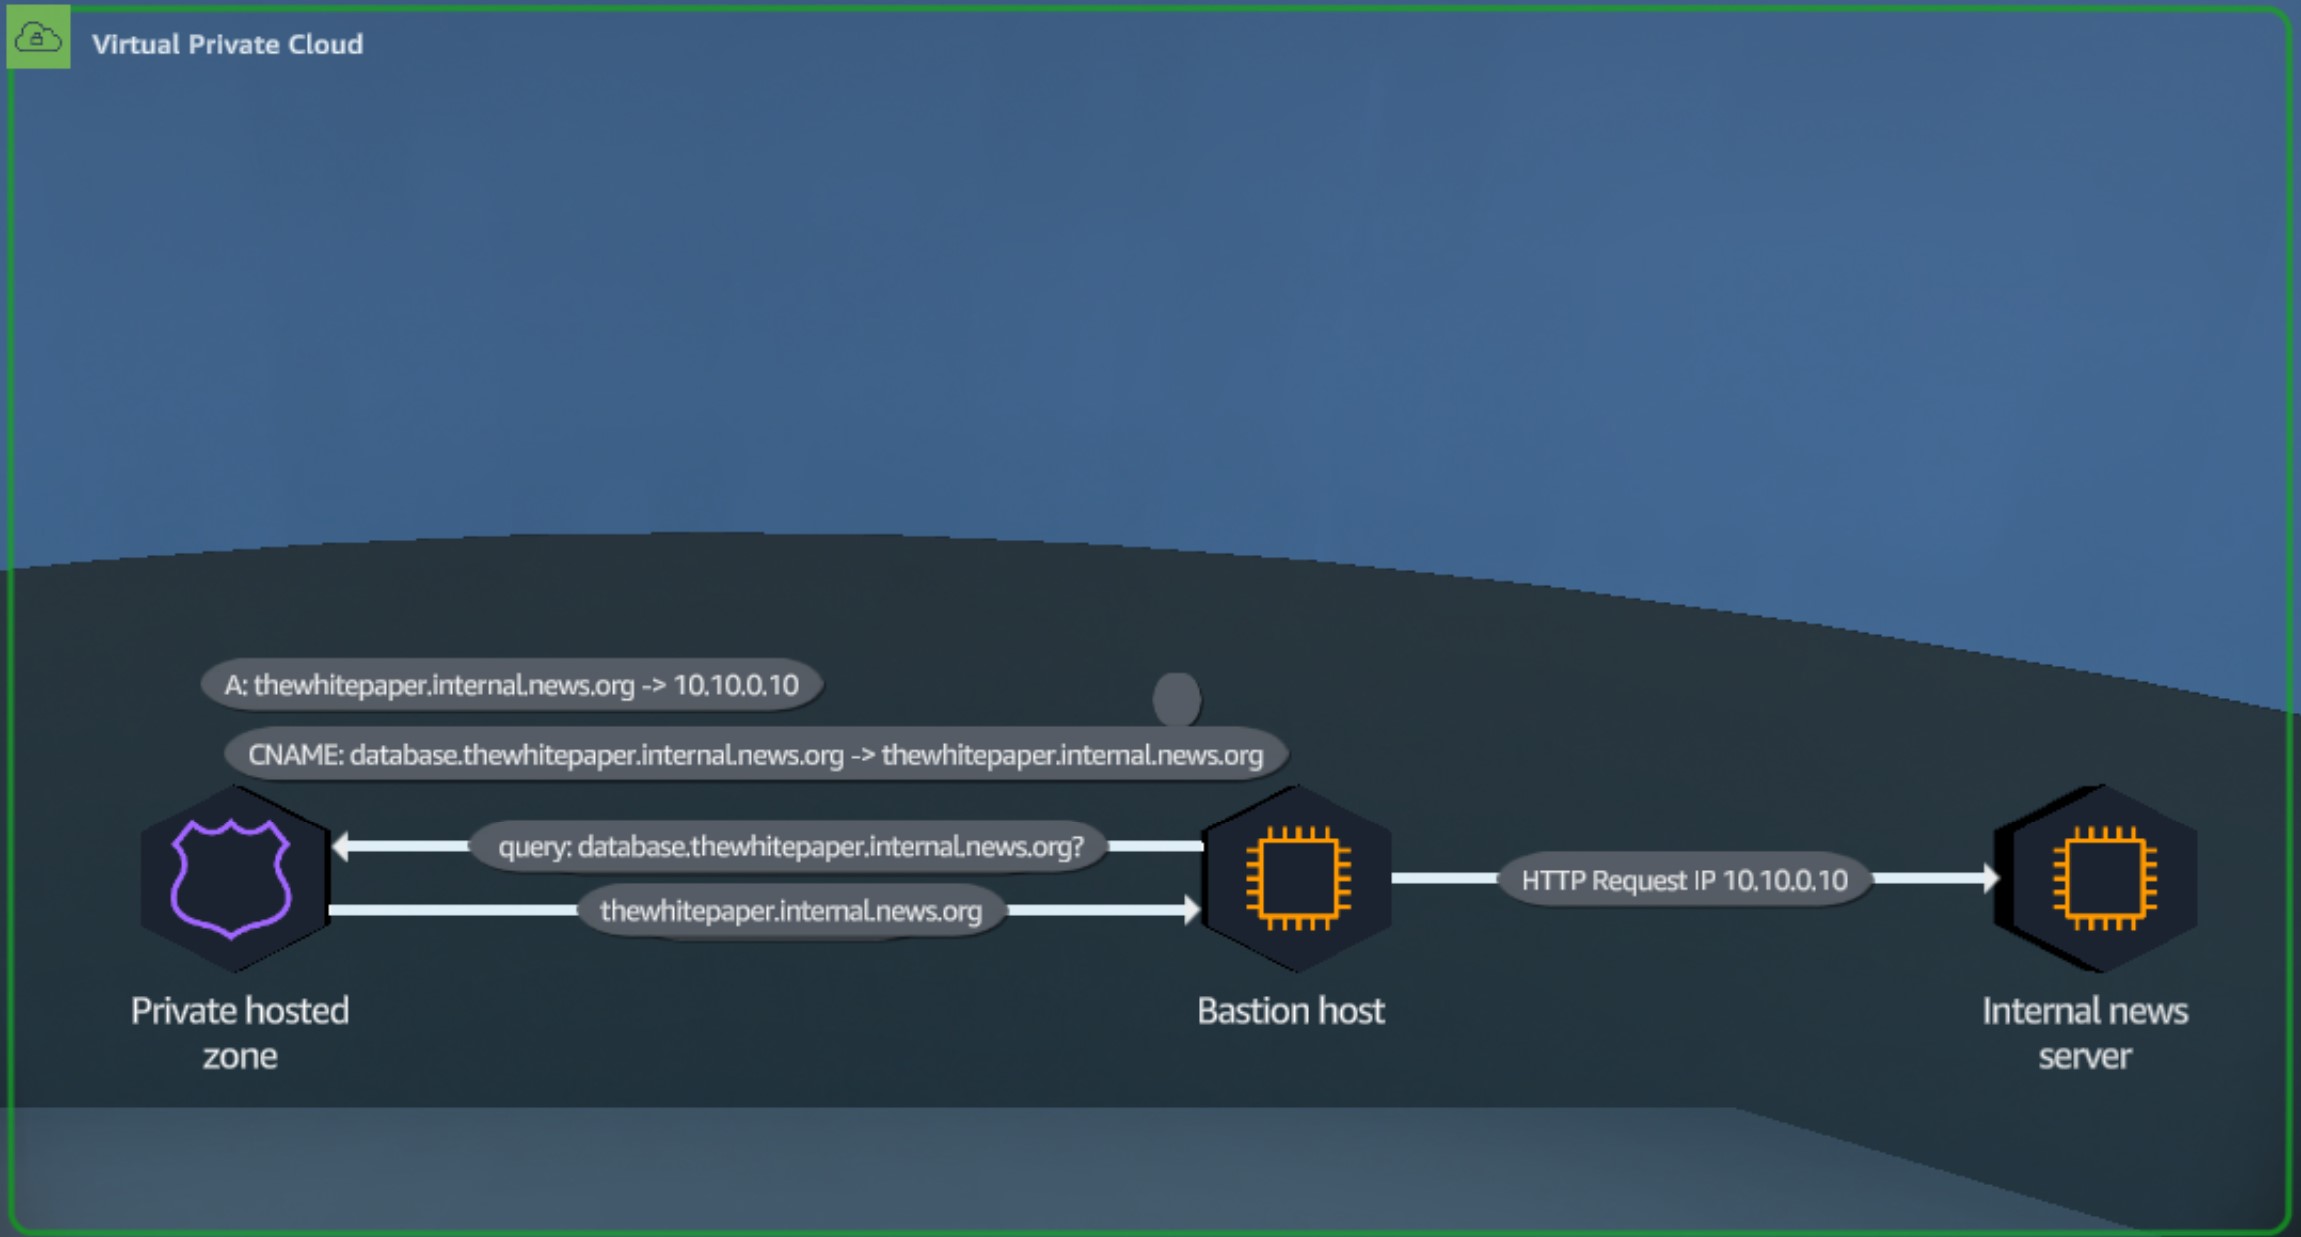 Virtual Private Cloud
A: thewhitepaper.internal.news.org -> 10.10.0.10
CNAME: database.thewhitepaper.internal.news.org -> thewhitepaper.internal.news.org
query: database.thewhitepaper.internal.news.org?
thewhitepaper.internal.news.org
HTTP Request IP 10.10.0.10
Private hosted
zone
Bastion host
Internal news
server